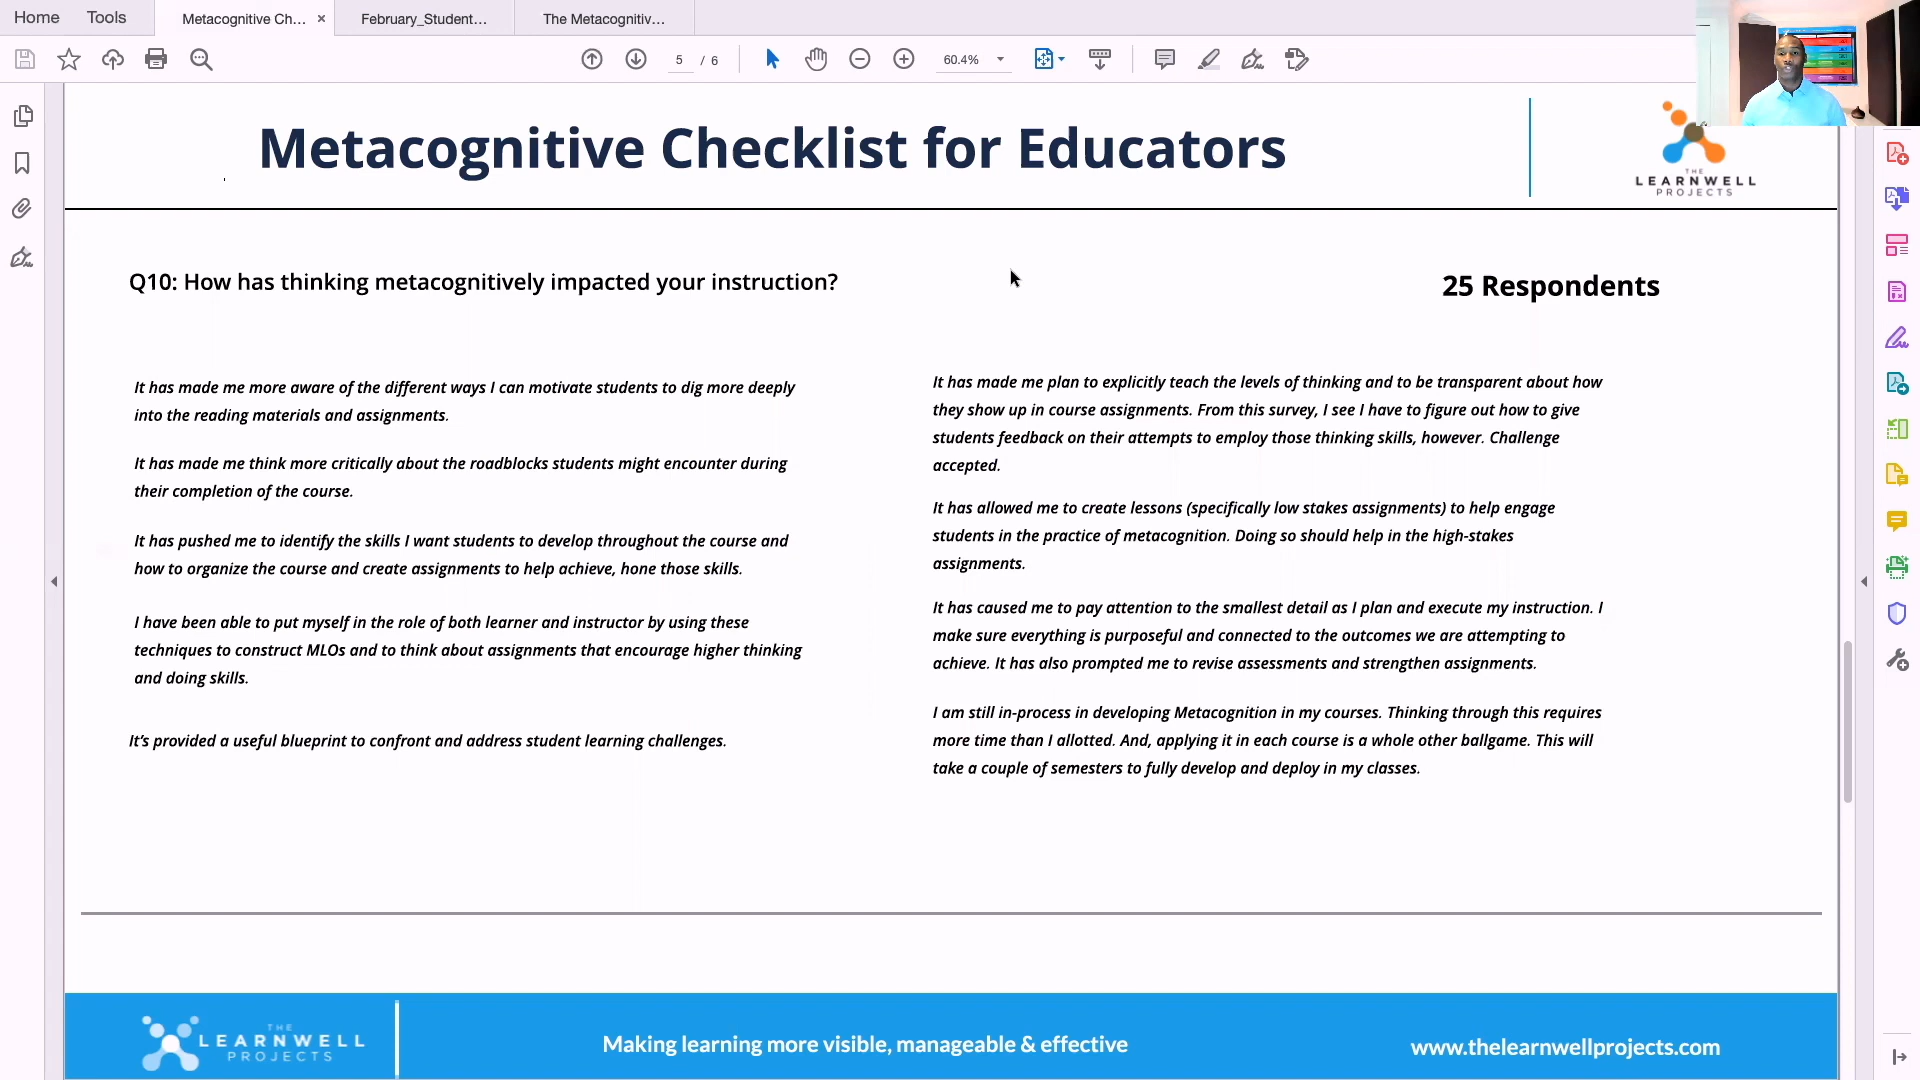 Home
Tools
Metacognitive Ch...
February_Student...
The Metacognitiv...
5 / 6
60.4%
Metacognitive Checklist for Educators
THE
LEARNWELL
PROJECTS
Q10: How has thinking metacognitively impacted your instruction?
25 Respondents
It has made me more aware of the different ways I can motivate students to dig more deeply
into the reading materials and assignments.
It has made me think more critically about the roadblocks students might encounter during
their completion of the course.
It has pushed me to identify the skills I want students to develop throughout the course and
how to organize the course and create assignments to help achieve, hone those skills.
I have been able to put myself in the role of both learner and instructor by using these
techniques to construct MLOs and to think about assignments that encourage higher thinking
and doing skills.
It's provided a useful blueprint to confront and address student learning challenges.
It has made me plan to explicitly teach the levels of thinking and to be transparent about how
they show up in course assignments. From this survey, I see I have to figure out how to give
students feedback on their attempts to employ those thinking skills, however. Challenge
accepted.
It has allowed me to create lessons (specifically low stakes assignments) to help engage
students in the practice of metacognition. Doing so should help in the high-stakes
assignments.
It has caused me to pay attention to the smallest detail as I plan and execute my instruction. I
make sure everything is purposeful and connected to the outcomes we are attempting to
achieve. It has also prompted me to revise assessments and strengthen assignments.
I am still in-process in developing Metacognition in my courses. Thinking through this requires
more time than I allotted. And, applying it in each course is a whole other ballgame. This will
take a couple of semesters to fully develop and deploy in my classes.
THE
LEARNWELL
PROJECTS
Making learning more visible, manageable & effective
www.thelearnwellprojects.com